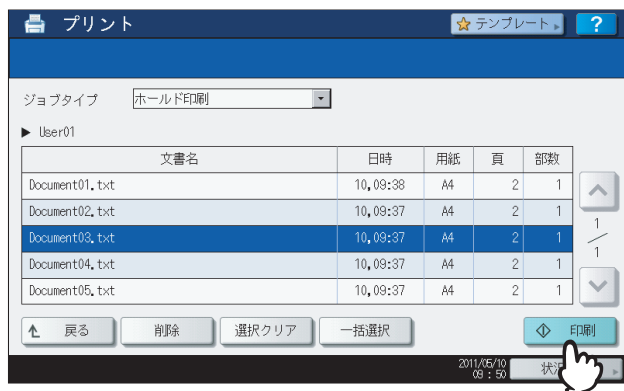 プリント テンプレート ?
ジョブタイプ ホールド印刷
▶ User01
文書名 日時 用紙 頁 部数
Document01.txt 10,09:38 A4 2 1
Document02.txt 10,09:37 A4 2 1
Document03.txt 10,09:37 A4 2 1
Document04.txt 10,09:37 A4 2 1
Document05.txt 10,09:37 A4 2 1
1
/
1
戻る 削除 選択クリア 一括選択 印刷
2011/05/10
09:50